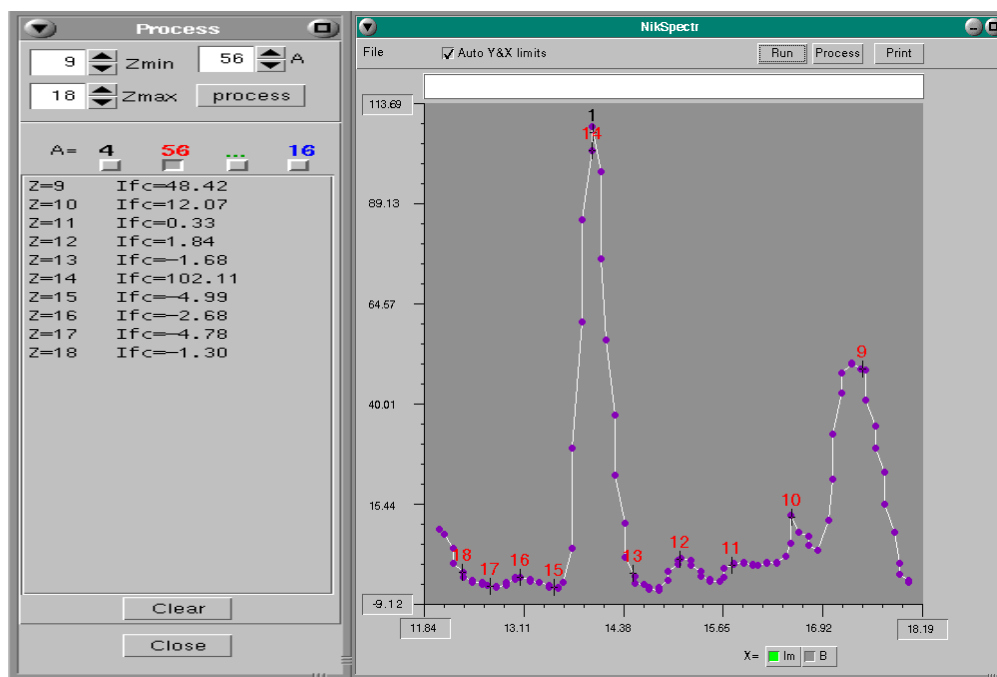 Process
9 Zmin 56 A
18 Zmax process
A= 4 56 ... 16
Z=9 Ifc=48.42
Z=10 Ifc=12.07
Z=11 Ifc=0.33
Z=12 Ifc=1.84
Z=13 Ifc=-1.68
Z=14 Ifc=102.11
Z=15 Ifc=-4.99
Z=16 Ifc=-2.68
Z=17 Ifc=-4.78
Z=18 Ifc=-1.30
Clear
Close
NikSpectr
File Auto Y&X limits Run Process Print
113.69
89.13
64.57
40.01
15.44
-9.12
1
14
9
10
18
17
16
15
13
12
11
11.84 13.11 14.38 15.65 16.92 18.19
X= Im B